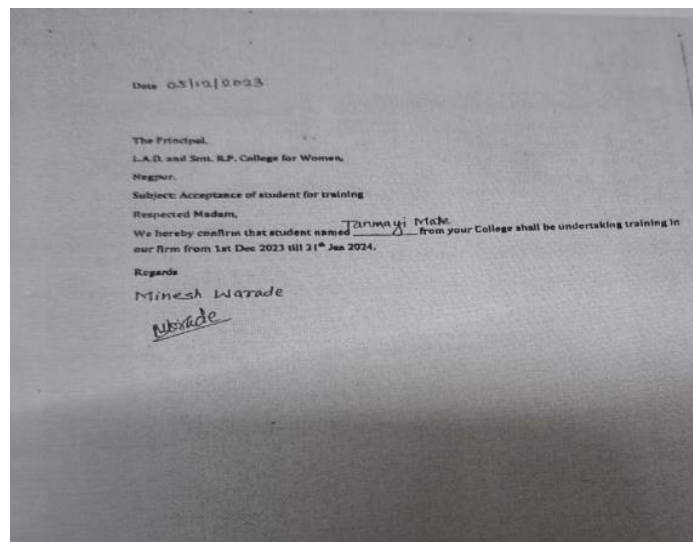 Date 05/12/2023
The Principal,
L.A.D. and Smt. R.P. College for Women,
Nagpur.
Subject: Acceptance of student for training
Respected Madam,
We hereby confirm that student named Tanmayi Mate from your College shall be undertaking training in
our firm from 1st Dec 2023 till 31th Jan 2024.
Regards
Minesh Warade